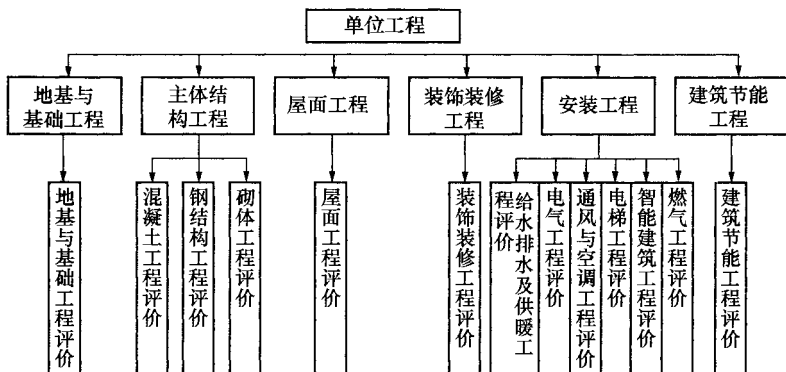 单位工程
地基与
基础工程
主体结
构工程
屋面工程
装饰装修
工程
安装工程
建筑节能
工程
地基与基础工程评价
混凝土工程评价
钢结构工程评价
砌体工程评价
屋面工程评价
装饰装修工程评价
给水排水及供暖工
程评价
电气工程评价
通风与空调工程评价
电梯工程评价
智能建筑工程评价
燃气工程评价
建筑节能工程评价